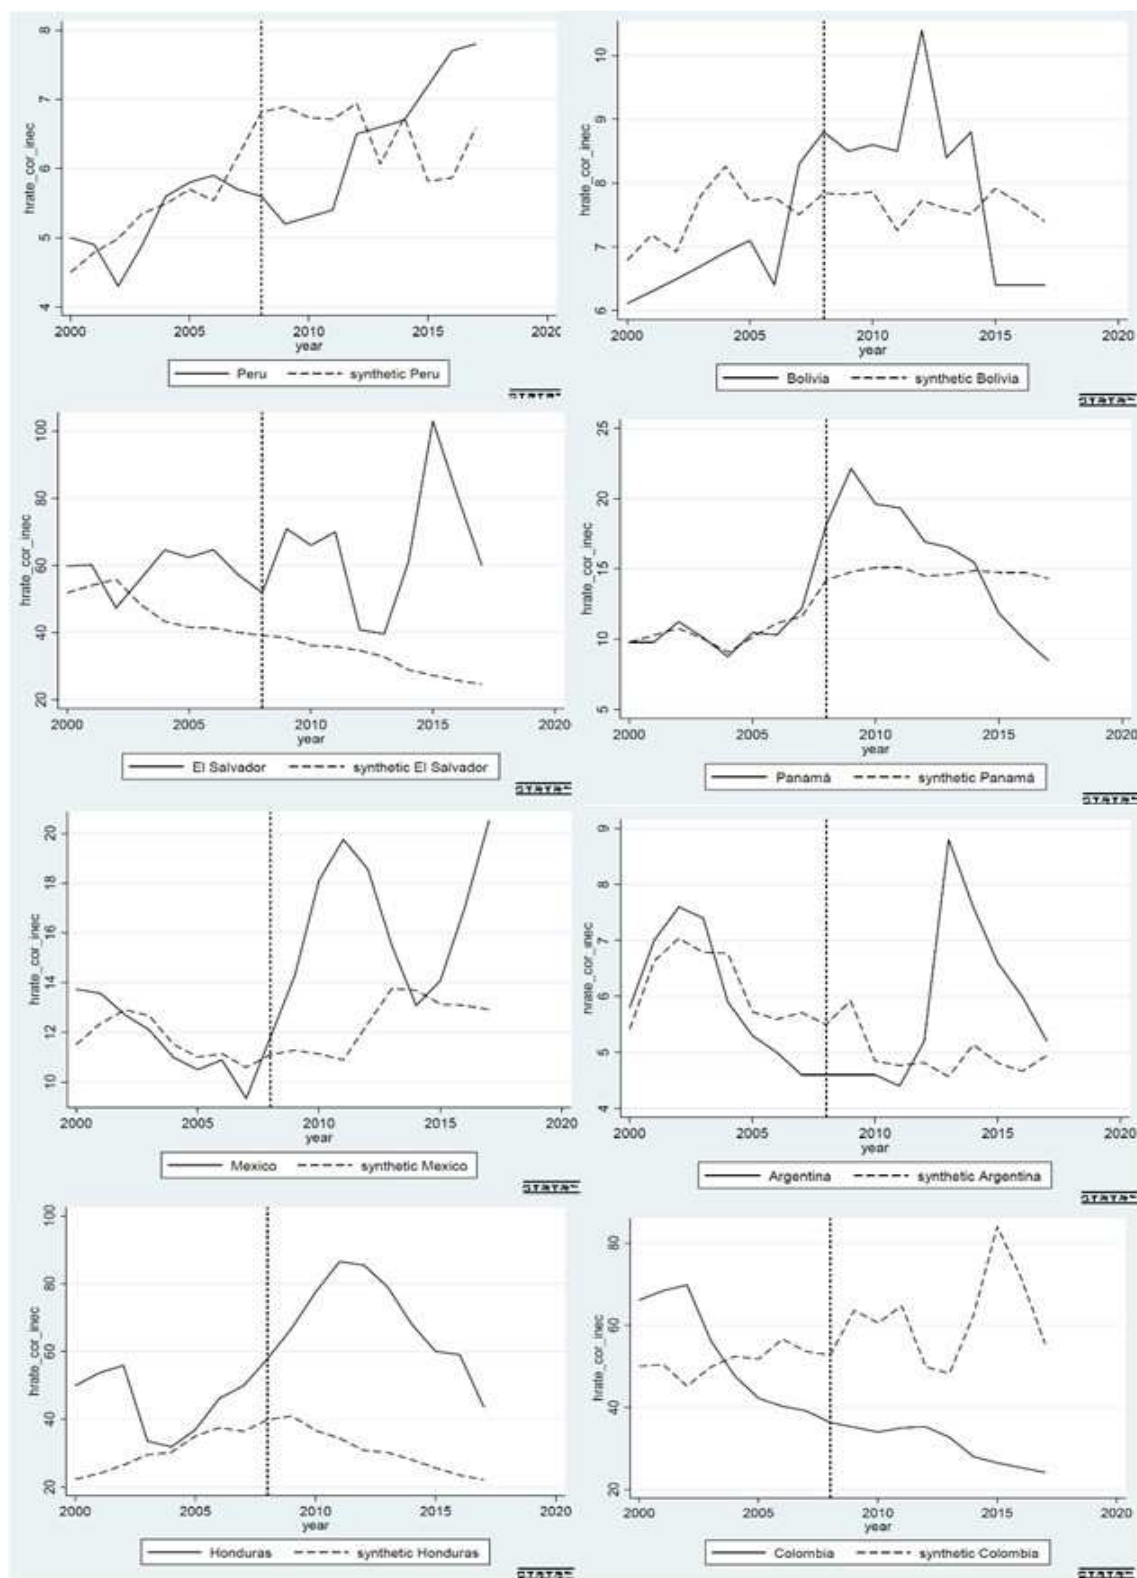 hrate_cor_inec
8
7
6
5
4
2000 2005 2010 2015 2020
year
Peru synthetic Peru
hrate_cor_inec
10
9
8
7
6
2000 2005 2010 2015 2020
year
Bolivia synthetic Bolivia
hrate_cor_inec
100
80
60
40
20
2000 2005 2010 2015 2020
year
El Salvador synthetic El Salvador
hrate_cor_inec
25
20
15
10
5
2000 2005 2010 2015 2020
year
Panamá synthetic Panamá
hrate_cor_inec
20
18
16
14
12
10
2000 2005 2010 2015 2020
year
Mexico synthetic Mexico
hrate_cor_inec
9
8
7
6
5
4
2000 2005 2010 2015 2020
year
Argentina synthetic Argentina
hrate_cor_inec
100
80
60
40
20
2000 2005 2010 2015 2020
year
Honduras synthetic Honduras
hrate_cor_inec
80
60
40
20
2000 2005 2010 2015 2020
year
Colombia synthetic Colombia